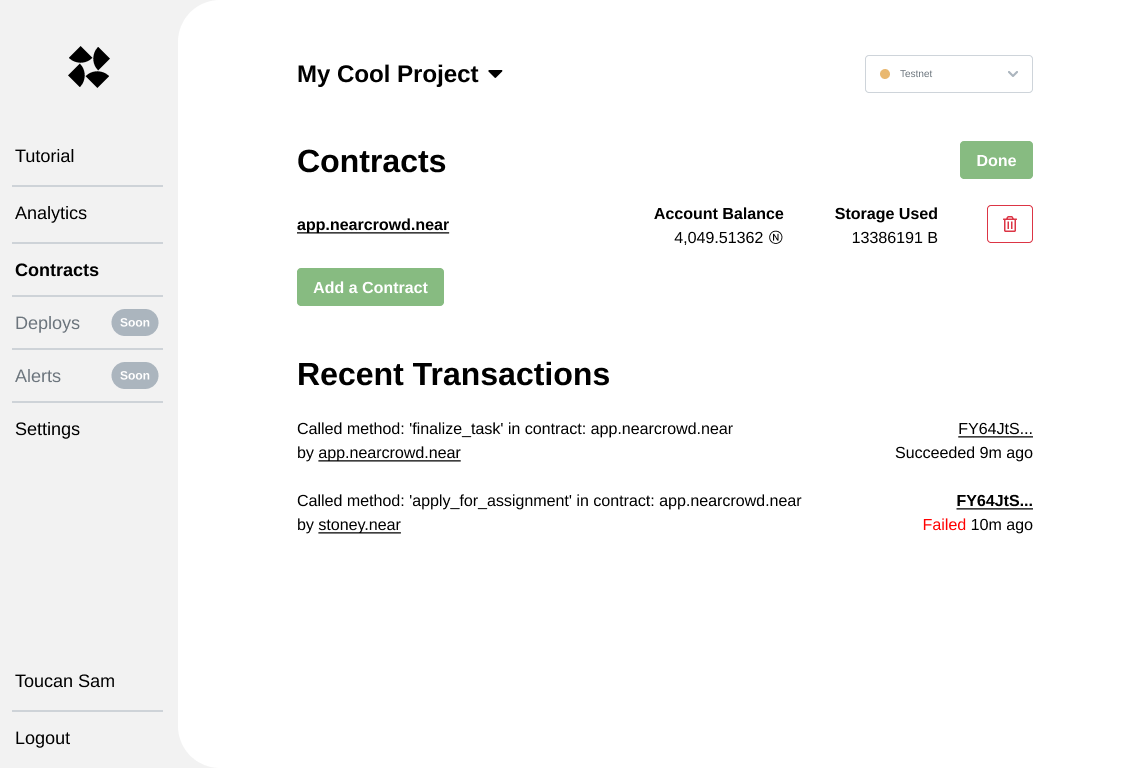 Tutorial
Analytics
Contracts
Deploys Soon
Alerts Soon
Settings
Toucan Sam
Logout
My Cool Project
Testnet
Contracts
Done
app.nearcrowd.near
Account Balance
4,049.51362 Ⓝ
Storage Used
13386191 B
Add a Contract
Recent Transactions
Called method: 'finalize_task' in contract: app.nearcrowd.near
by app.nearcrowd.near
FY64JtS...
Succeeded 9m ago
Called method: 'apply_for_assignment' in contract: app.nearcrowd.near
by stoney.near
FY64JtS...
Failed 10m ago